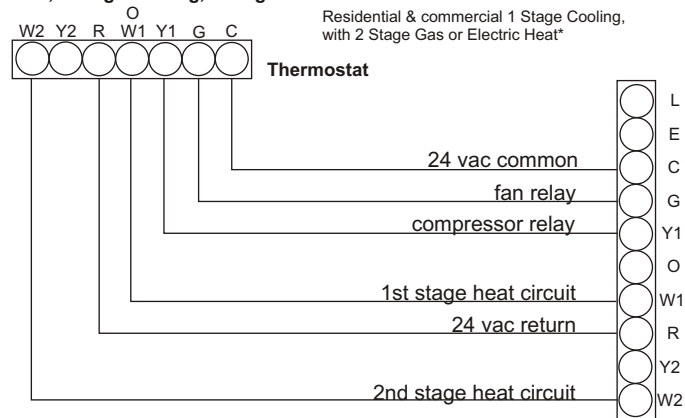 Residential & commercial 1 Stage Cooling,
with 2 Stage Gas or Electric Heat*
O
W2 Y2 R W1 Y1 G C
Thermostat
L
E
24 vac common C
fan relay G
compressor relay Y1
O
1st stage heat circuit W1
24 vac return R
Y2
2nd stage heat circuit W2